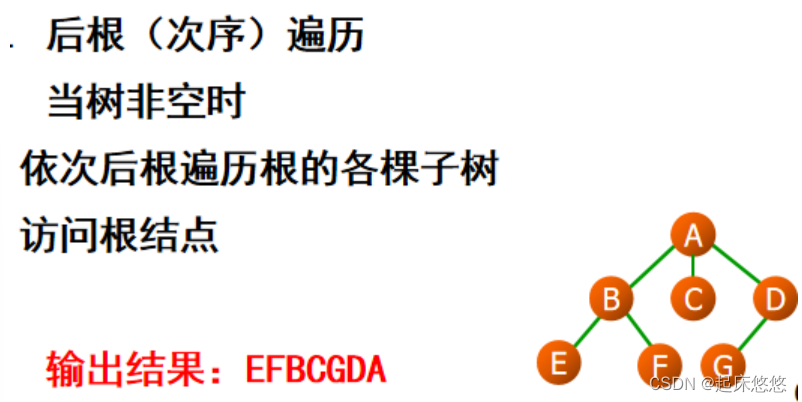 . 后根（次序）遍历
当树非空时
依次后根遍历根的各棵子树
访问根结点
输出结果：EFBCGDA
A
B C D
E F G
CSDN @起床悠悠